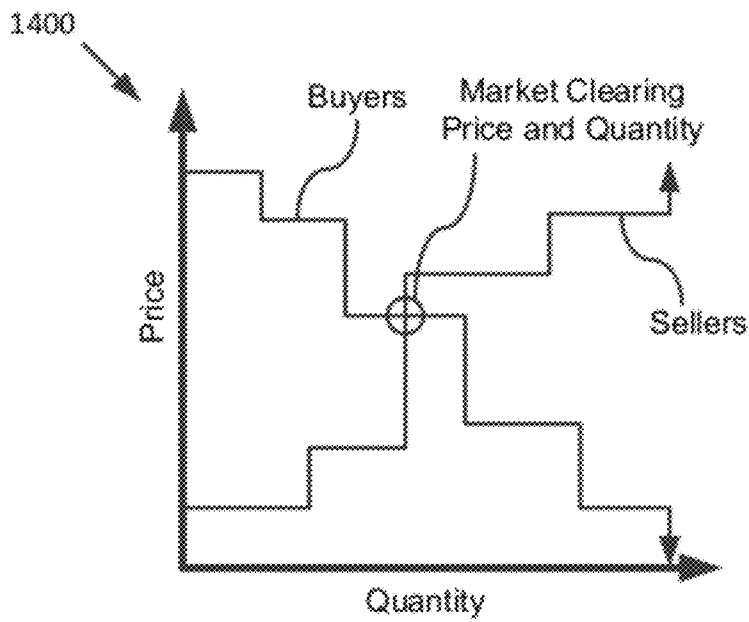 1400
Buyers
Market Clearing
Price and Quantity
Price
Sellers
Quantity